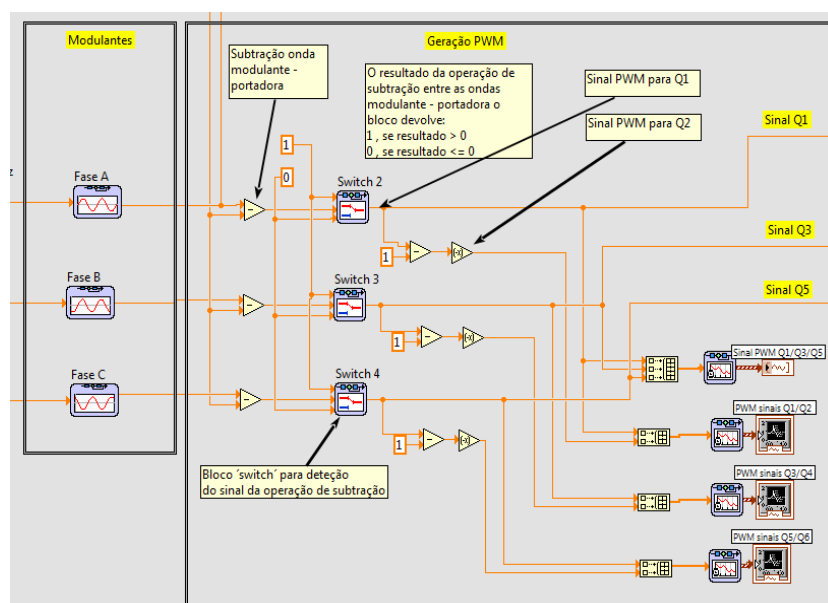 Modulantes
Geração PWM
Subtração onda
modulante -
portadora
O resultado da operação de
subtração entre as ondas
modulante - portadora o
bloco devolve:
1 , se resultado > 0
0 , se resultado <= 0
Sinal PWM para Q1
Sinal PWM para Q2
Sinal Q1
1
0
z
Fase A
Switch 2
1
(-x)
Sinal Q3
Fase B
Switch 3
Sinal Q5
1
(-x)
Sinal PWM Q1/Q3/Q5
Fase C
Switch 4
PWM sinais Q1/Q2
1
(-x)
Bloco ´switch´ para deteção
do sinal da operação de subtração
PWM sinais Q3/Q4
PWM sinais Q5/Q6